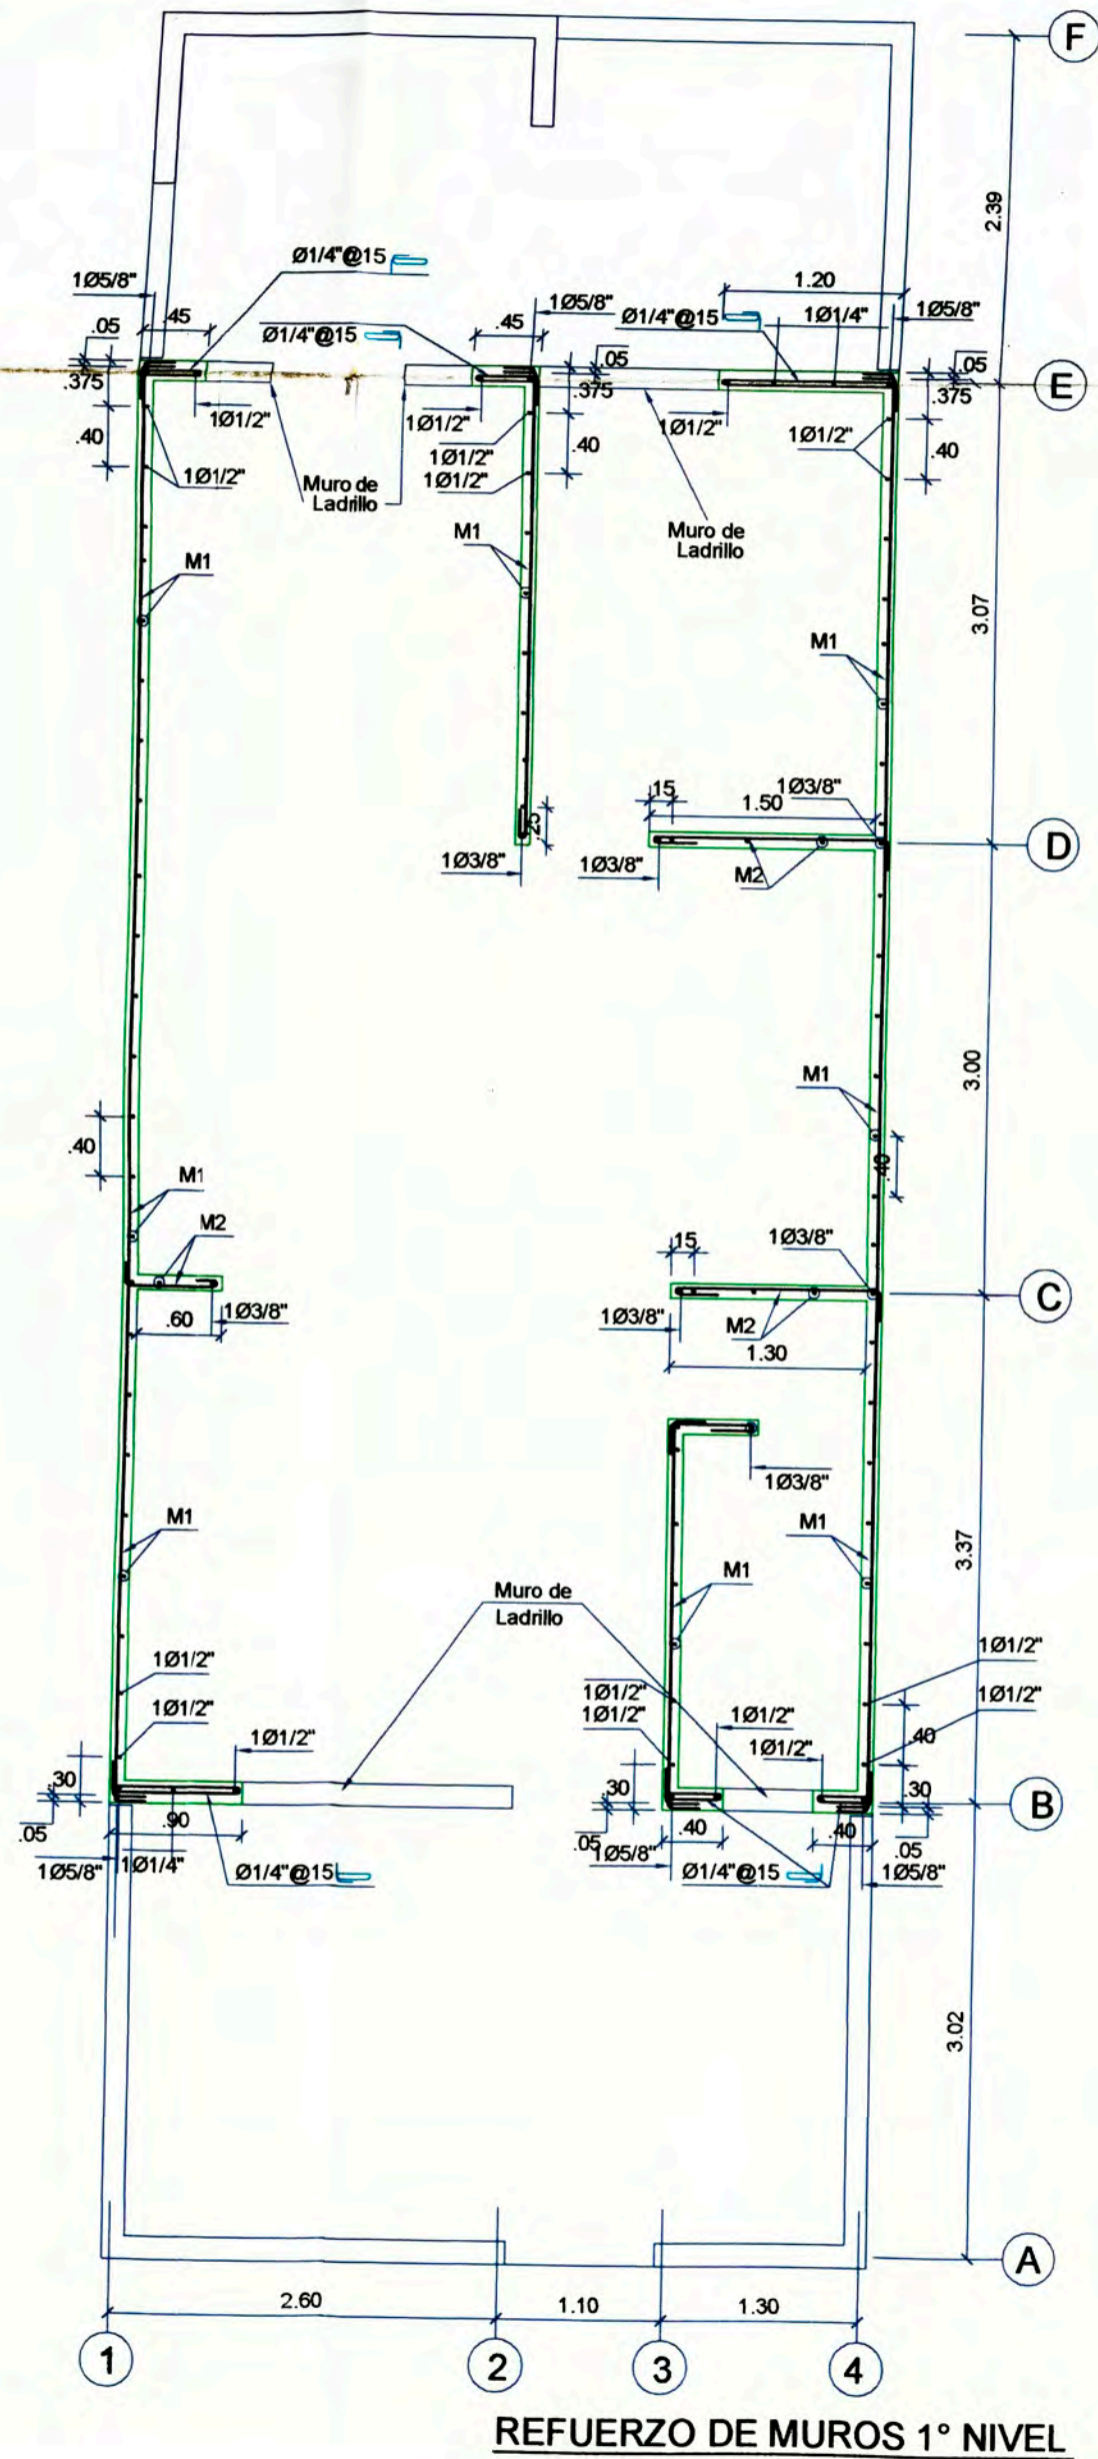 F
2.39
Ø1/4"@15
1Ø5/8"
.05
.45
Ø1/4"@15
.45
1Ø5/8"
.05
.375
1.20
Ø1/4"@15
1Ø1/4"
1Ø5/8"
.05
.375
E
.375
.40
1Ø1/2"
1Ø1/2"
1Ø1/2"
1Ø1/2"
1Ø1/2"
.40
1Ø1/2"
1Ø1/2"
.40
Muro de
Ladrillo
Muro de
Ladrillo
M1
M1
3.07
M1
15
1.50
1Ø3/8"
.25
1Ø3/8"
1Ø3/8"
M2
D
3.00
M1
.40
.40
M1
M2
1Ø3/8"
.60
15
1Ø3/8"
1Ø3/8"
M2
1.30
C
1Ø3/8"
M1
M1
3.37
Muro de
Ladrillo
M1
1Ø1/2"
1Ø1/2"
1Ø1/2"
1Ø1/2"
1Ø1/2"
1Ø1/2"
1Ø1/2"
1Ø1/2"
1Ø1/2"
.40
.30
.30
.30
B
.05
.90
.05
.40
.40
.05
1Ø5/8"
1Ø1/4"
Ø1/4"@15
1Ø5/8"
Ø1/4"@15
1Ø5/8"
3.02
A
2.60
1.10
1.30
1
2
3
4
REFUERZO DE MUROS 1° NIVEL